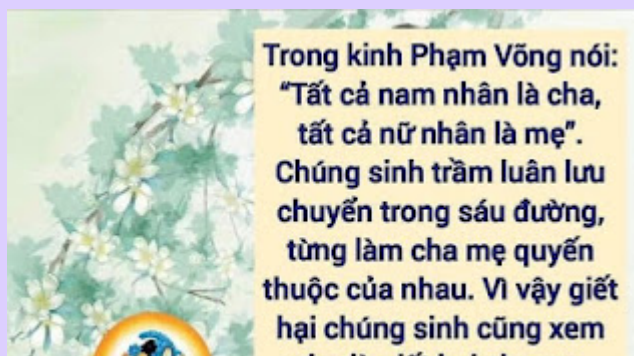 Trong kinh Phạm Võng nói:
“Tất cả nam nhân là cha,
tất cả nữ nhân là mẹ”.
Chúng sinh trầm luân lưu
chuyển trong sáu đường,
từng làm cha mẹ quyến
thuộc của nhau. Vì vậy giết
hại chúng sinh cũng xem